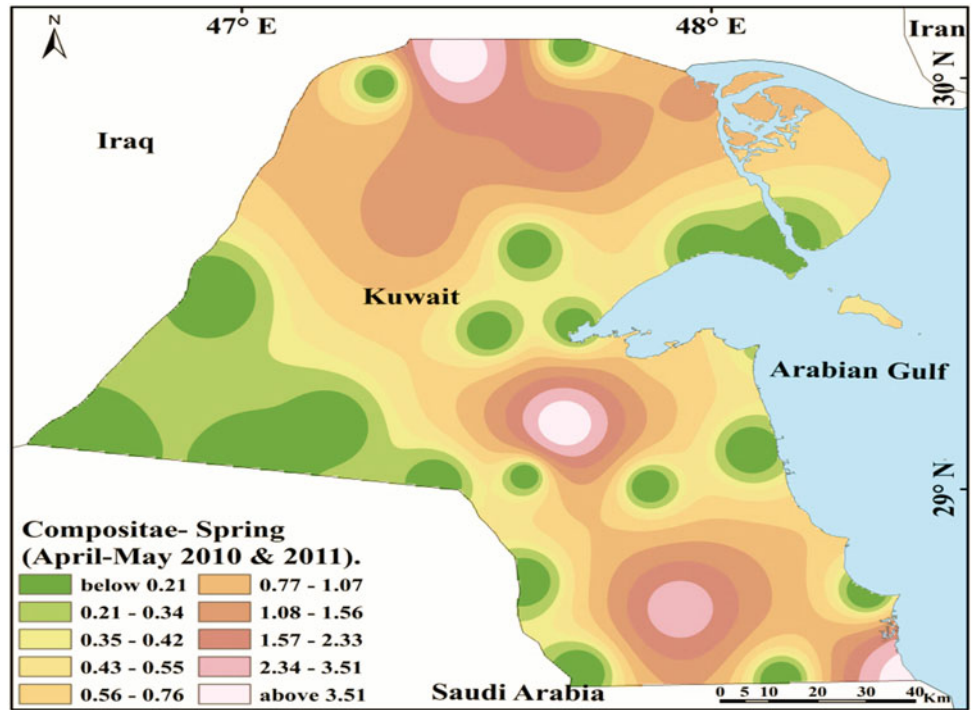 N
47° E
48° E
Iran
30° N
Iraq
Kuwait
Arabian Gulf
29° N
Compositae- Spring
(April-May 2010 & 2011).
below 0.21
0.21 - 0.34
0.35 - 0.42
0.43 - 0.55
0.56 - 0.76
0.77 - 1.07
1.08 - 1.56
1.57 - 2.33
2.34 - 3.51
above 3.51
Saudi Arabia
0 5 10 20 30 40
Km